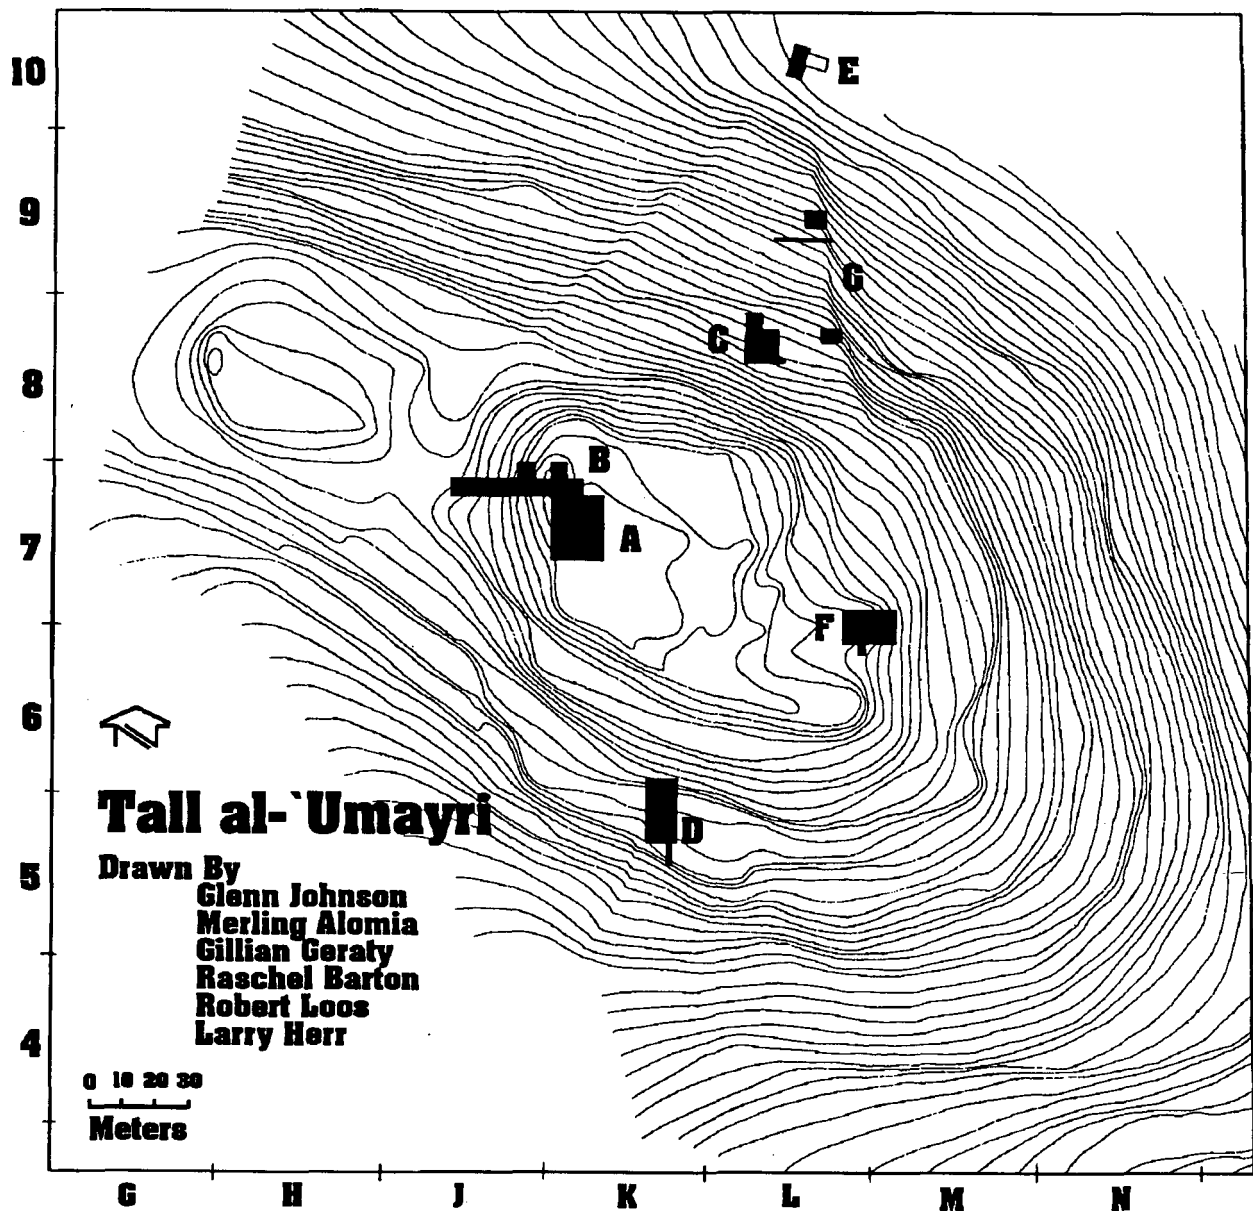 10
E
9
G
C
8
B
A
7
F
6
Tall al-`Umayri
D
Drawn By
5
Glenn Johnson
Merling Alomia
Gillian Geraty
Raschel Barton
Robert Loos
Larry Herr
4
0 10 20 30
Meters
G H J K L M N